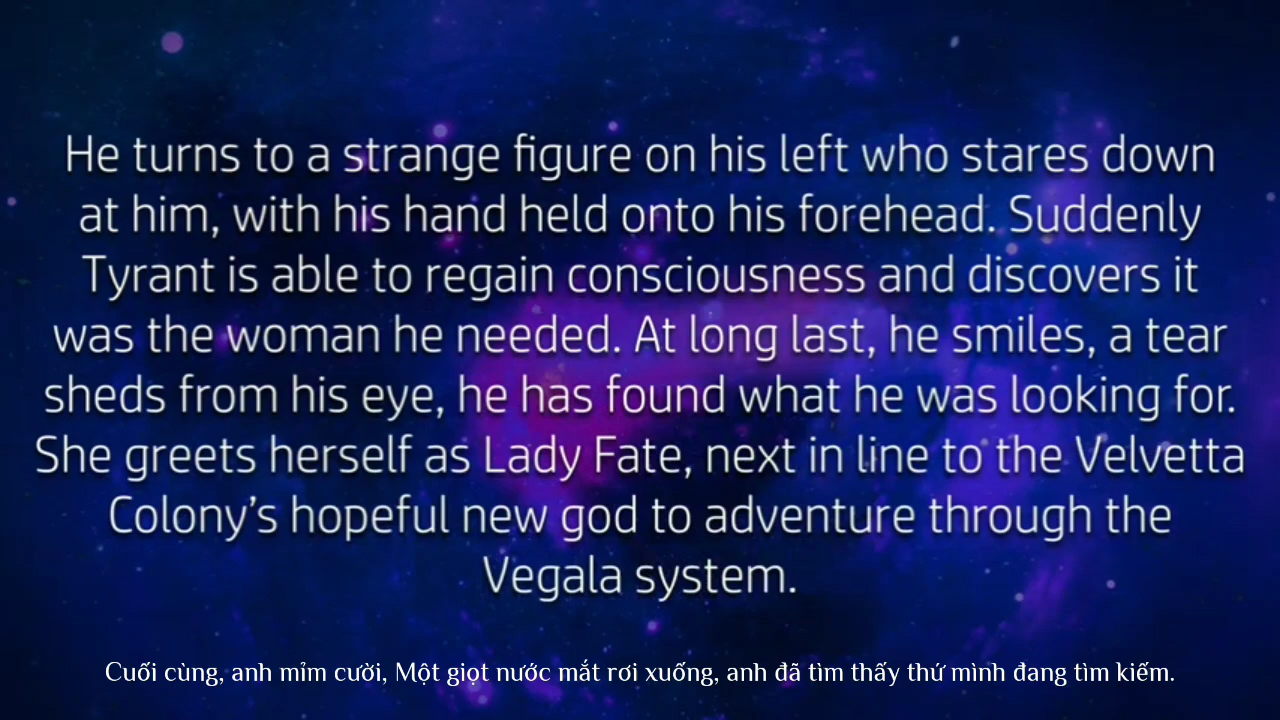 He turns to a strange figure on his left who stares down
at him, with his hand held onto his forehead. Suddenly
Tyrant is able to regain consciousness and discovers it
was the woman he needed. At long last, he smiles, a tear
sheds from his eye, he has found what he was looking for.
She greets herself as Lady Fate, next in line to the Velvetta
Colony’s hopeful new god to adventure through the
Vegala system.
Cuối cùng, anh mỉm cười, Một giọt nước mắt rơi xuống, anh đã tìm thấy thứ mình đang tìm kiếm.